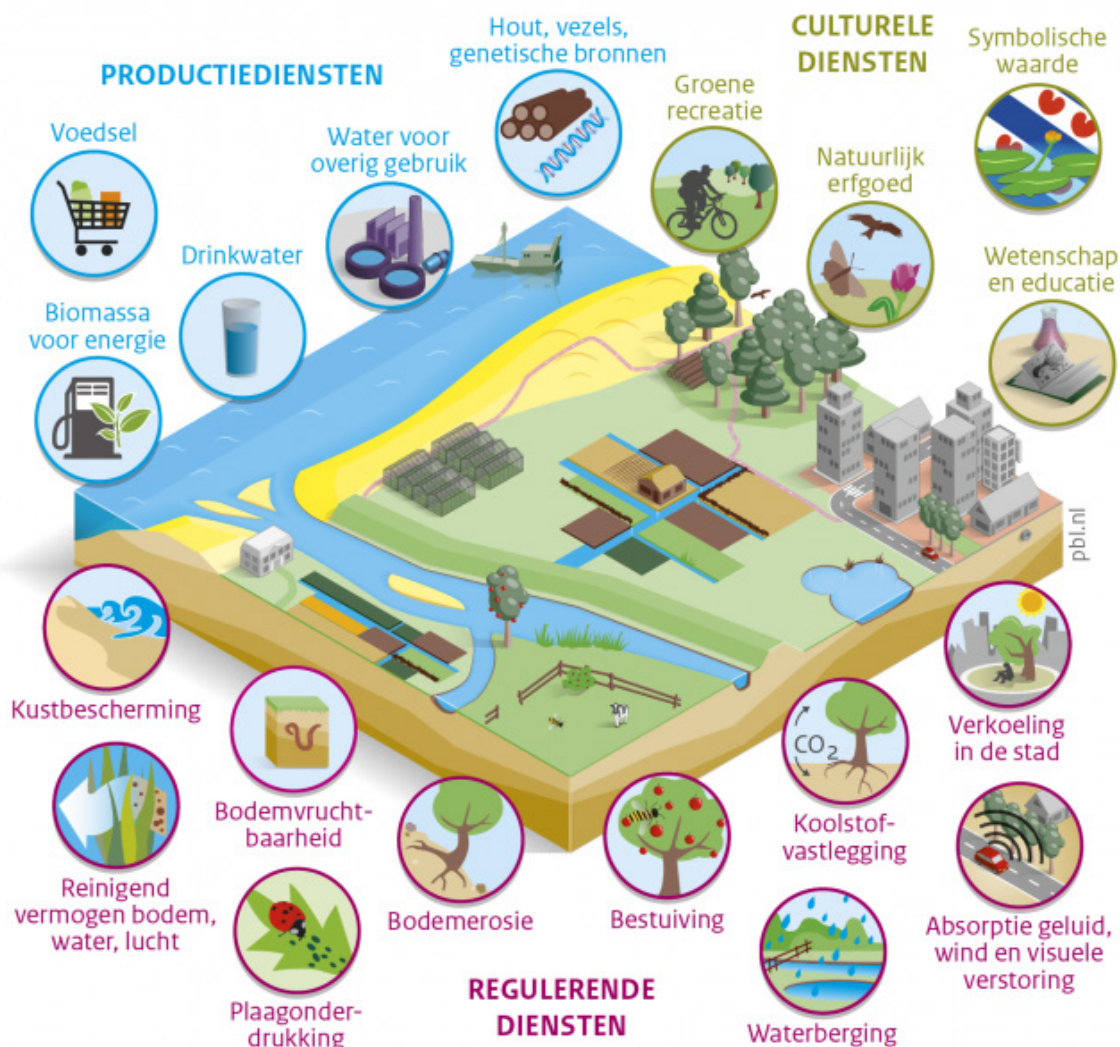 PRODUCTIEDIENSTEN
Voedsel
Biomassa
voor energie
Drinkwater
Water voor
overig gebruik
Hout, vezels,
genetische bronnen
CULTURELE
DIENSTEN
Groene
recreatie
Natuurlijk
erfgoed
Symbolische
waarde
Wetenschap
en educatie
pbl.nl
Kustbescherming
Reinigend
vermogen bodem,
water, lucht
Bodemvrucht-
baarheid
Plaagonder-
drukking
Bodemerosie
Bestuiving
CO2
Koolstof-
vastlegging
Waterberging
Verkoeling
in de stad
Absorptie geluid,
wind en visuele
verstoring
REGULERENDE
DIENSTEN